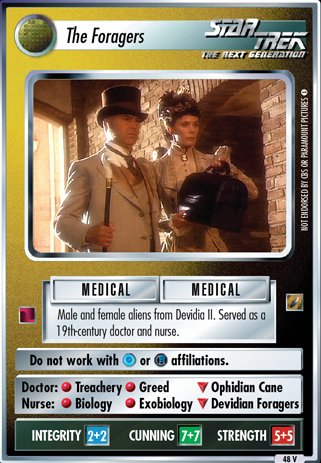 The Foragers
STAR TREK
THE NEXT GENERATION
NOT ENDORSED BY CBS OR PARAMOUNT PICTURES
MEDICAL MEDICAL
Male and female aliens from Devidia II. Served as a
19th-century doctor and nurse.
Do not work with or affiliations.
Doctor: Treachery Greed Ophidian Cane
Nurse: Biology Exobiology Devidian Foragers
INTEGRITY 2+2 CUNNING 7+7 STRENGTH 5+5
48 V